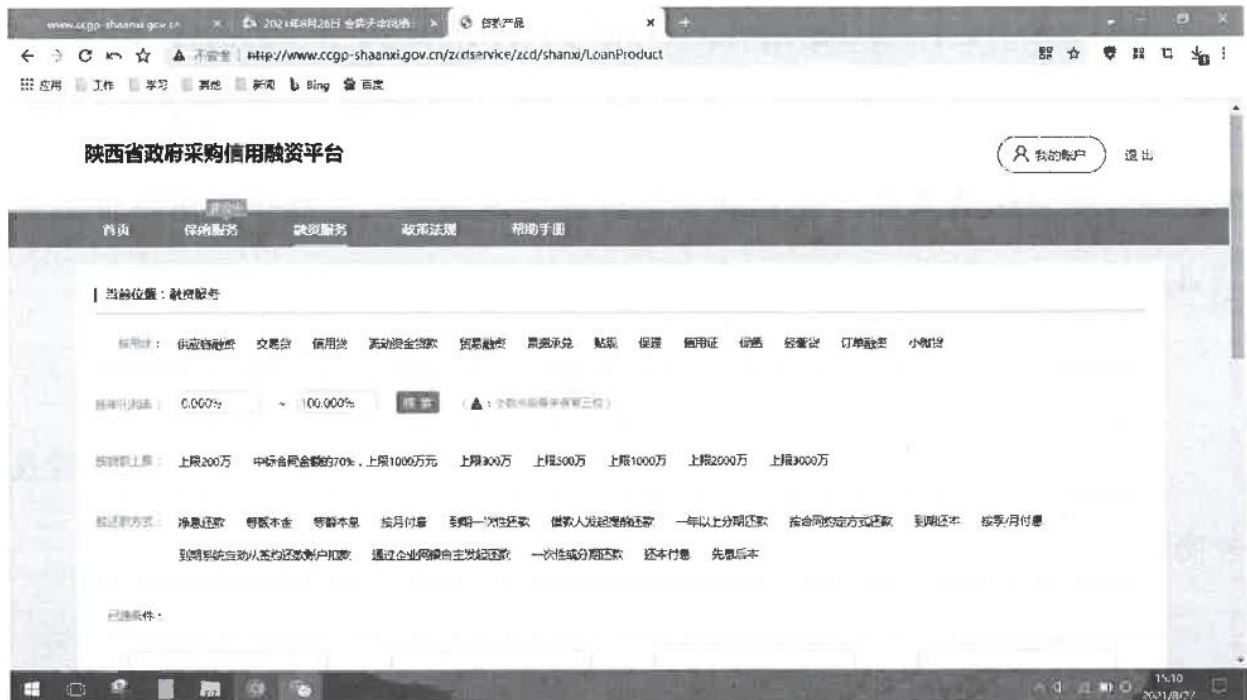 www.ccgp-shaanxi.gov.cn
2021年8月26日
贷款产品
不安全 | http://www.ccgp-shaanxi.gov.cn/zcdservice/zcd/shanxi/LoanProduct
应用 工作 学习 其他 新闻 Bing 百度
陕西省政府采购信用融资平台
我的账户 退出
首页 保函服务 融资服务 政策法规 帮助手册
当前位置：融资服务
供应商融资 交易贷 信用贷 流动资金贷款 贸易融资 票据承兑 贴现 保理 信用证 经营贷 订单融资 小微贷
0.000% ~ 100.000% 搜索
上限200万 中标合同金额的70%，上限1000万元 上限300万 上限500万 上限1000万 上限2000万 上限3000万
按还款方式： 净息还款 等额本金 等额本息 按月付息 到期一次性还款 借款人发起提前还款 一年以上分期还款 按合同约定方式还款 到期还本 按季/月付息
到期系统自动从签约还款账户扣款 通过企业网银自主发起还款 一次性或分期还款 还本付息 先息后本
已选条件：
15:10
2021/8/27